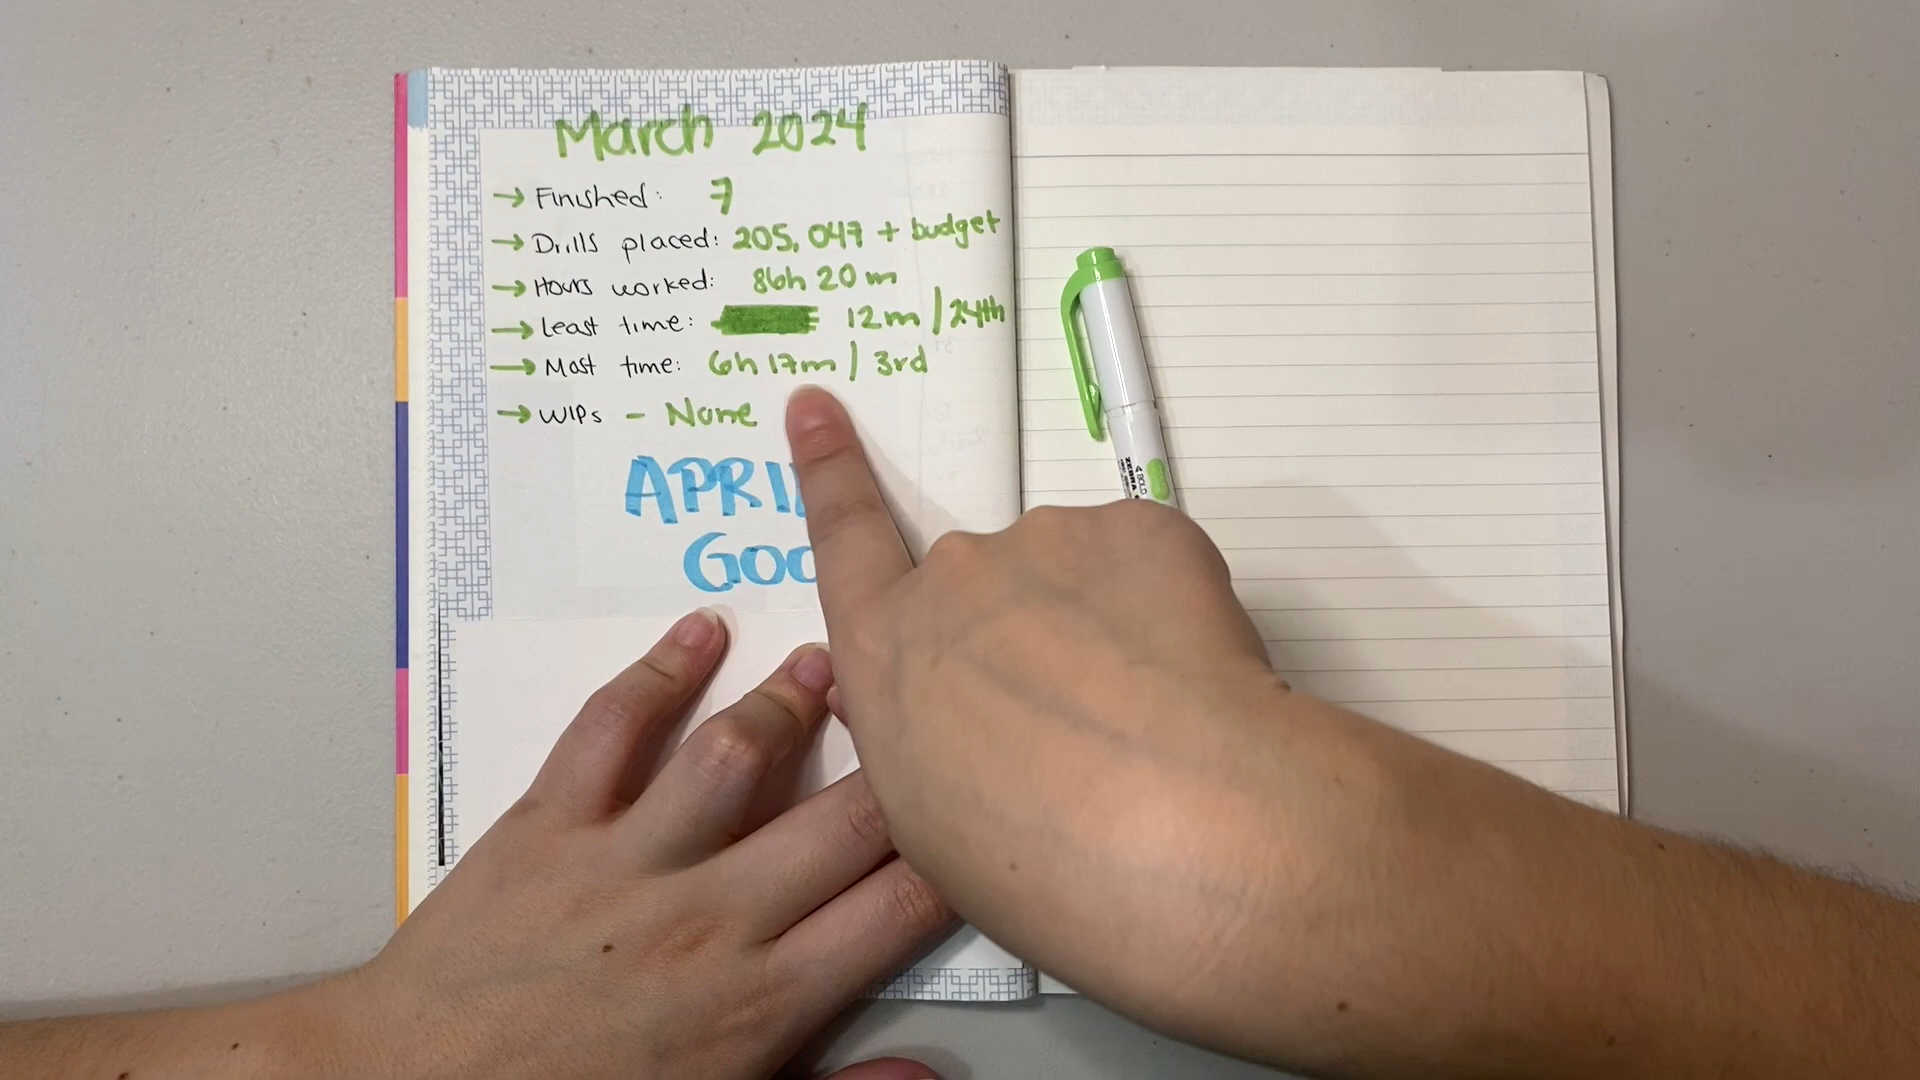 March 2024
→ Finished: 7
→ Drills placed: 205,047 + budget
→ Hours worked: 86h 20m
→ Least time: 12m / 24th
→ Most time: 6h 17m / 3rd
→ WIPs - None
APRI
GOO
ZEBRA